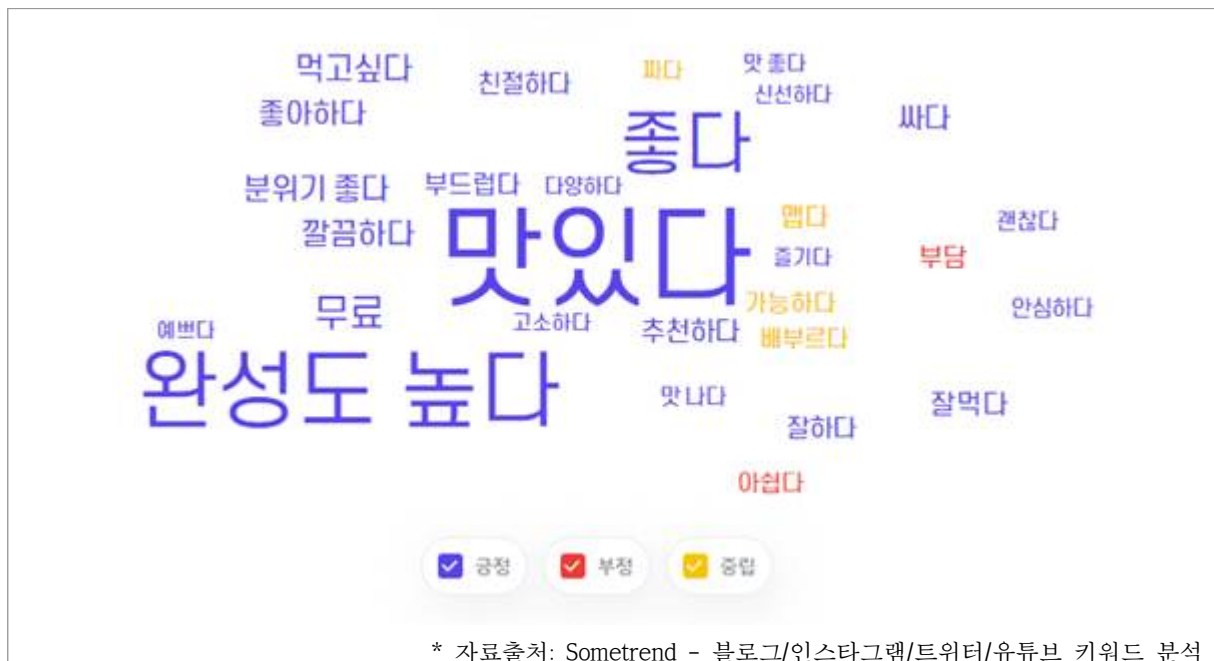 먹고싶다 친절하다 짜다 맛 좋다
신선하다
좋아하다 좋다 싸다
분위기 좋다 부드럽다 다양하다
깔끔하다 맛있다 맵다 괜찮다
즐기다 부담
무료 고소하다 추천하다 가능하다 안심하다
예쁘다 배부르다
완성도 높다 맛나다 잘먹다
잘하다
아쉽다
긍정 부정 중립
* 자료출처: Sometrend - 블로그/인스타그램/트위터/유튜브 키워드 분석